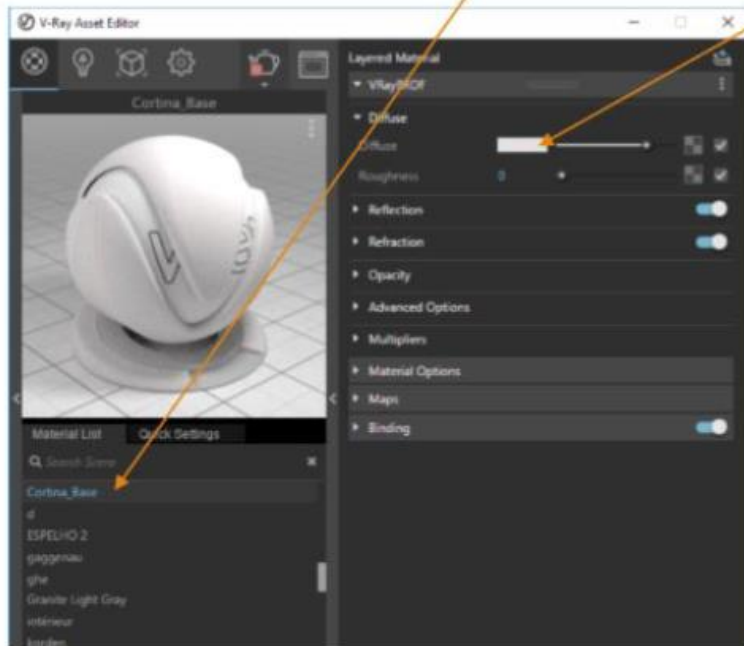 V-Ray Asset Editor
Cortina_Base
Material List
Quick Settings
Search Scene
Cortina_Base
d
ESPELHO 2
gaggenau
ghe
Granite Light Gray
intérieur
korden
Layered Material
VRayBRDF
Diffuse
Diffuse
Roughness 0
Reflection
Refraction
Opacity
Advanced Options
Multipliers
Material Options
Maps
Binding